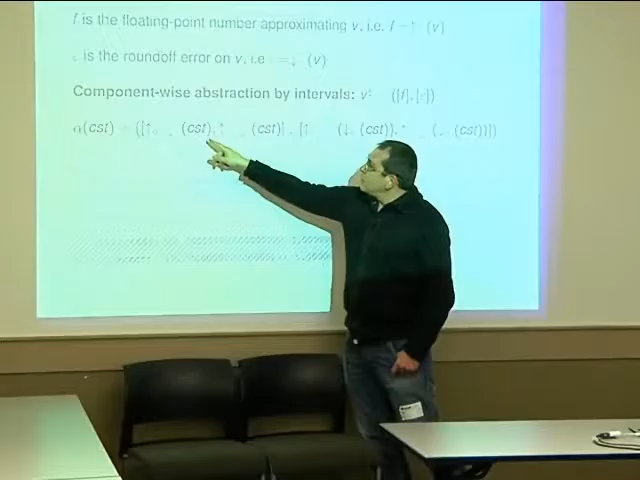 f is the floating-point number approximating v, i.e. f = ↑ (v)
is the roundoff error on v, i.e = ↓ (v)
Component-wise abstraction by intervals: v ([f], [e])
α(cst) ([↑ (cst), ↑ (cst)], [↑ (↓ (cst)), ↑ (↓ (cst))])